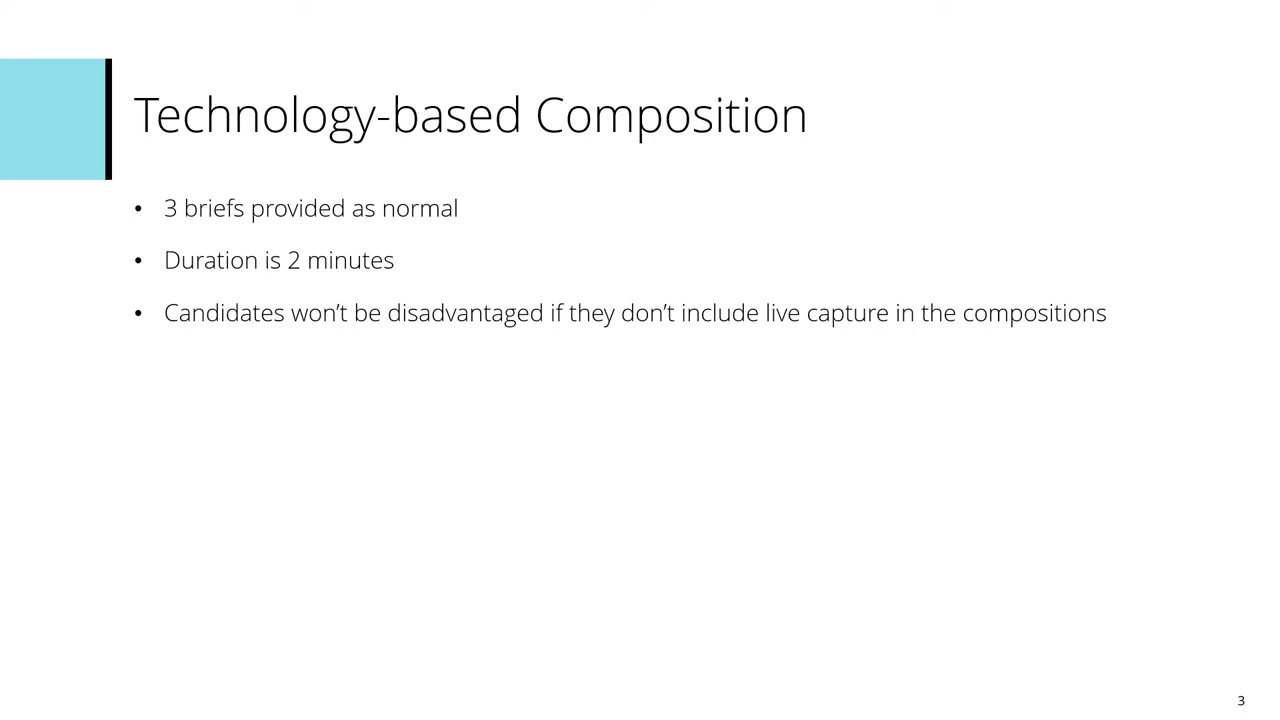 Technology-based Composition
• 3 briefs provided as normal
• Duration is 2 minutes
• Candidates won’t be disadvantaged if they don’t include live capture in the compositions
3